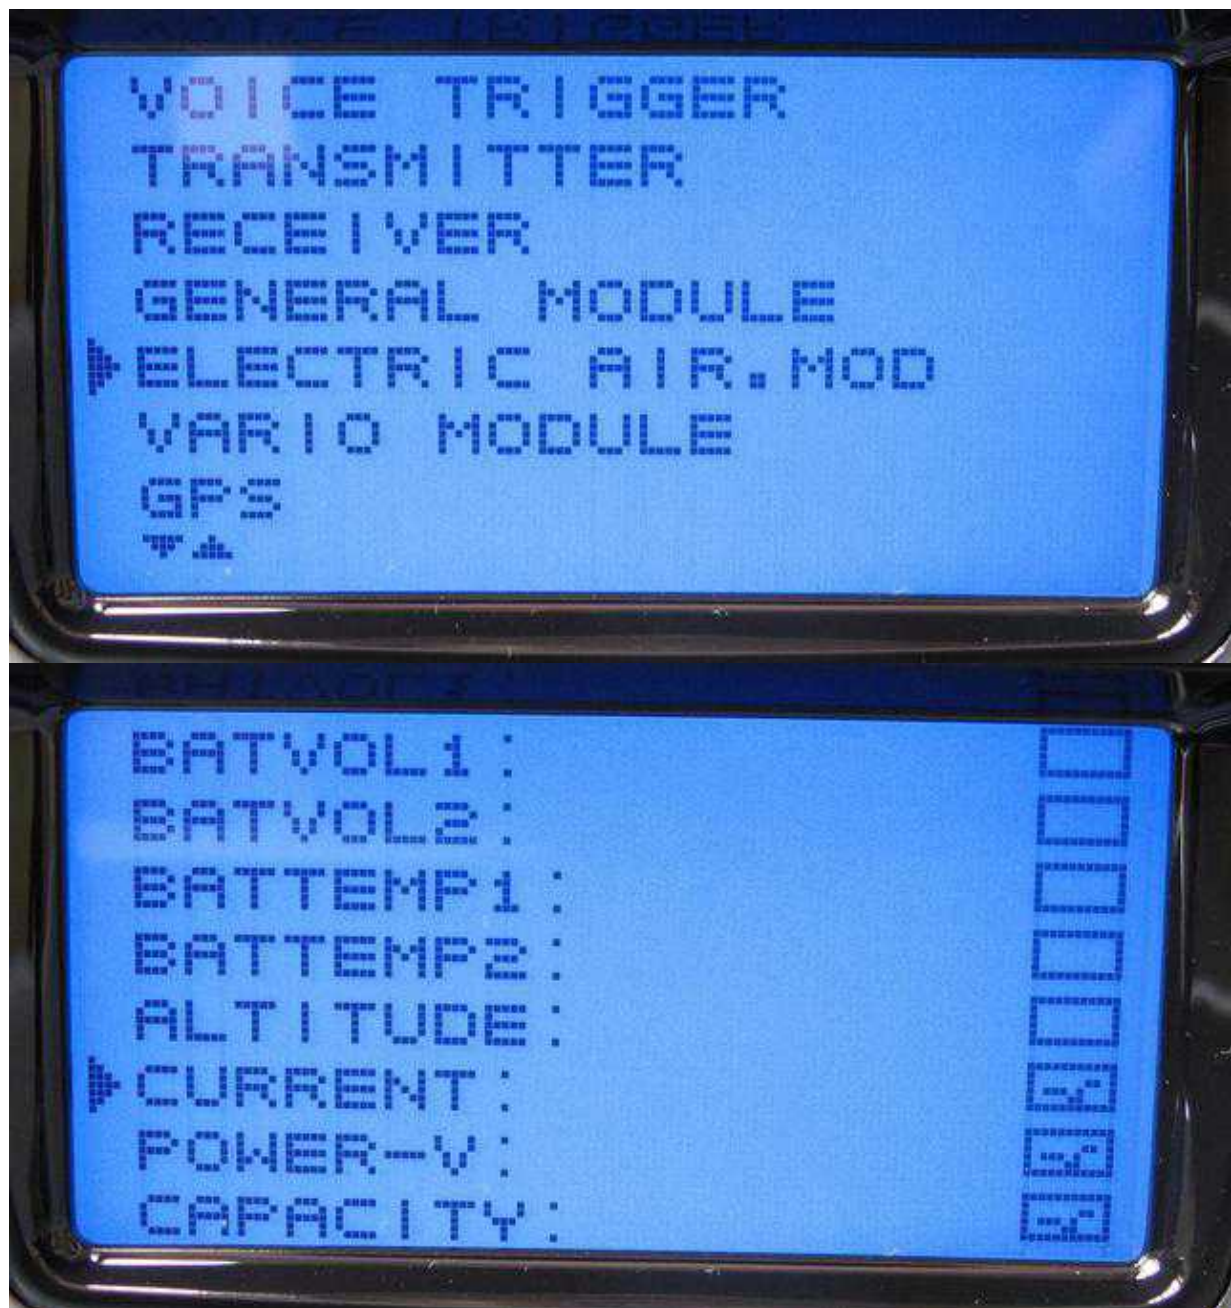 VOICE TRIGGER
TRANSMITTER
RECEIVER
GENERAL MODULE
ELECTRIC AIR.MOD
VARIO MODULE
GPS
BATVOL1:
BATVOL2:
BATTEMP1:
BATTEMP2:
ALTITUDE:
CURRENT:
POWER-V:
CAPACITY: